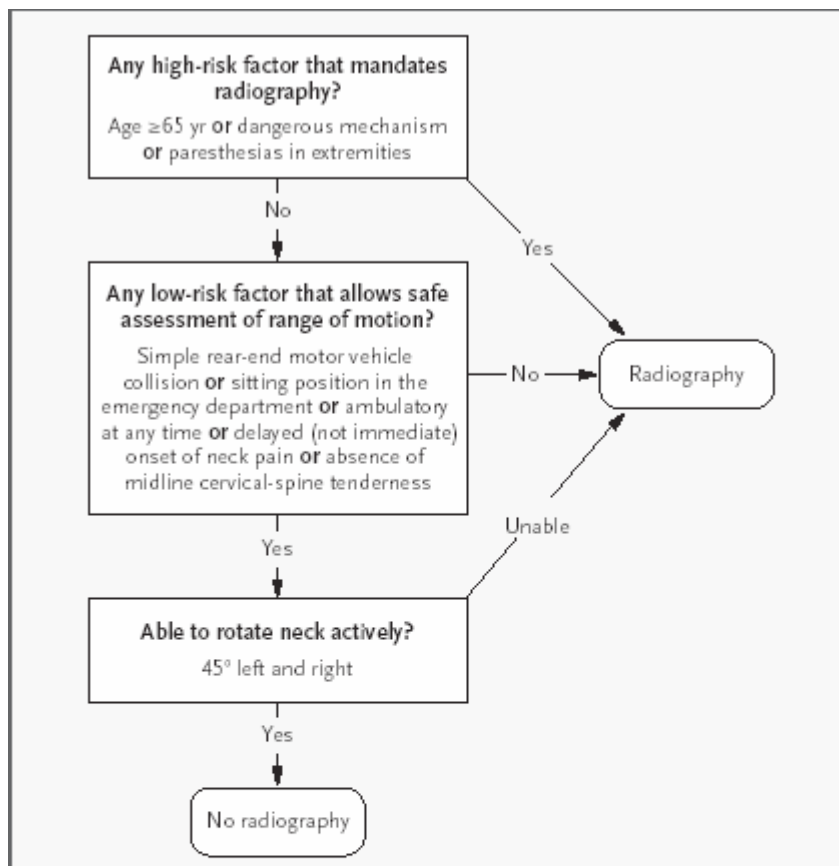 Any high-risk factor that mandates
radiography?
Age ≥65 yr or dangerous mechanism
or paresthasias in extremities
No
Yes
Any low-risk factor that allows safe
assessment of range of motion?
Simple rear-end motor vehicle
collision or sitting position in the
emergency department or ambulatory
at any time or delayed (not immediate)
onset of neck pain or absence of
midline cervical-spine tenderness
No
Radiography
Yes
Unable
Able to rotate neck actively?
45° left and right
Yes
No radiography